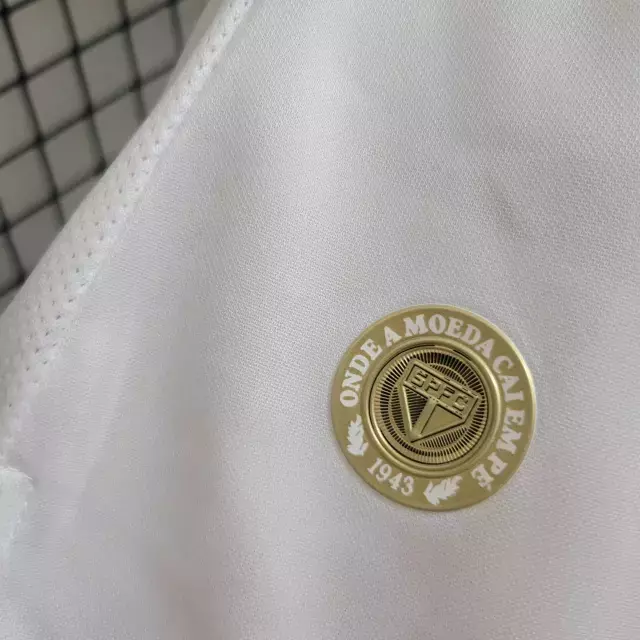 ONDE A MOEDA CAI EM PÉ
SPFC
1943